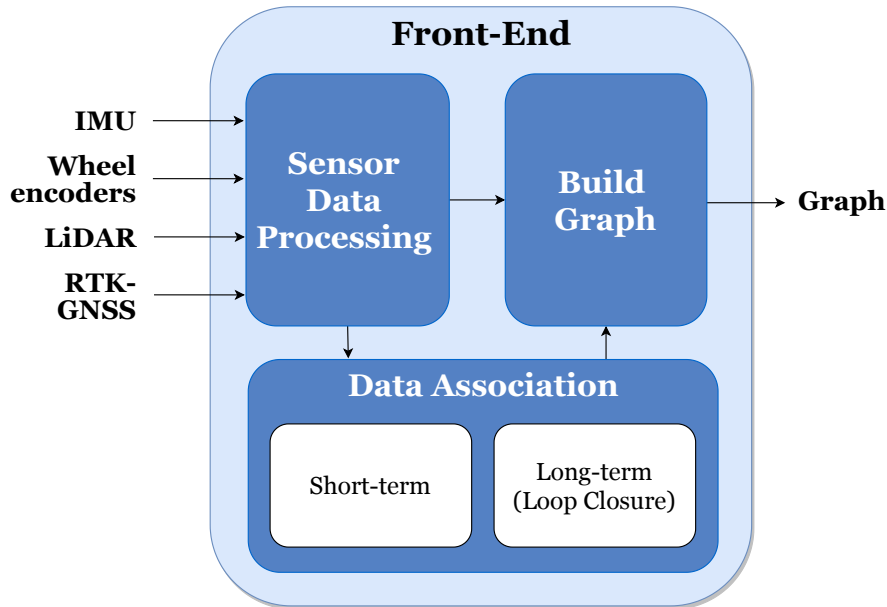 Front-End
IMU
Wheel
encoders
LiDAR
RTK-
GNSS
Sensor
Data
Processing
Build
Graph
Graph
Data Association
Short-term
Long-term
(Loop Closure)